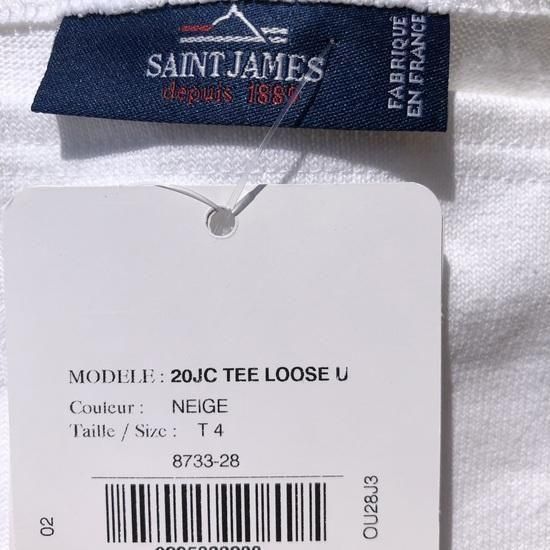 SAINT JAMES
depuis 1889
FABRIQUÉ
EN FRANCE
MODELE : 20JC TEE LOOSE U
Couleur : NEIGE
Taille / Size : T 4
8733-28
02
OU28J3